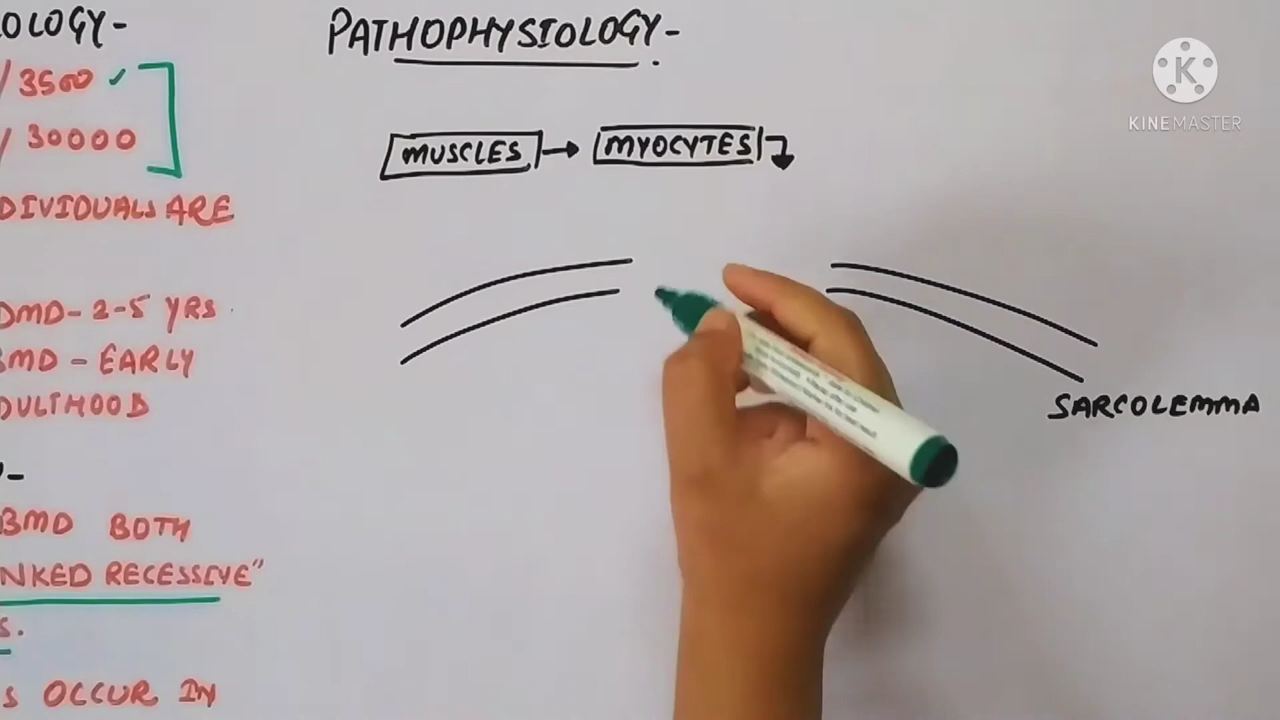 OLOGY-
/3500 ✓
/30000
DIVIDUALS ARE
DMD- 2-5 YRS.
BMD - EARLY
DULTHOOD
-
BMD BOTH
NKED RECESSIVE"
S.
S OCCUR IN
PATHOPHYSIOLOGY-
MUSCLES → MYOCYTES
SARCOLEMMA
K
KINEMASTER